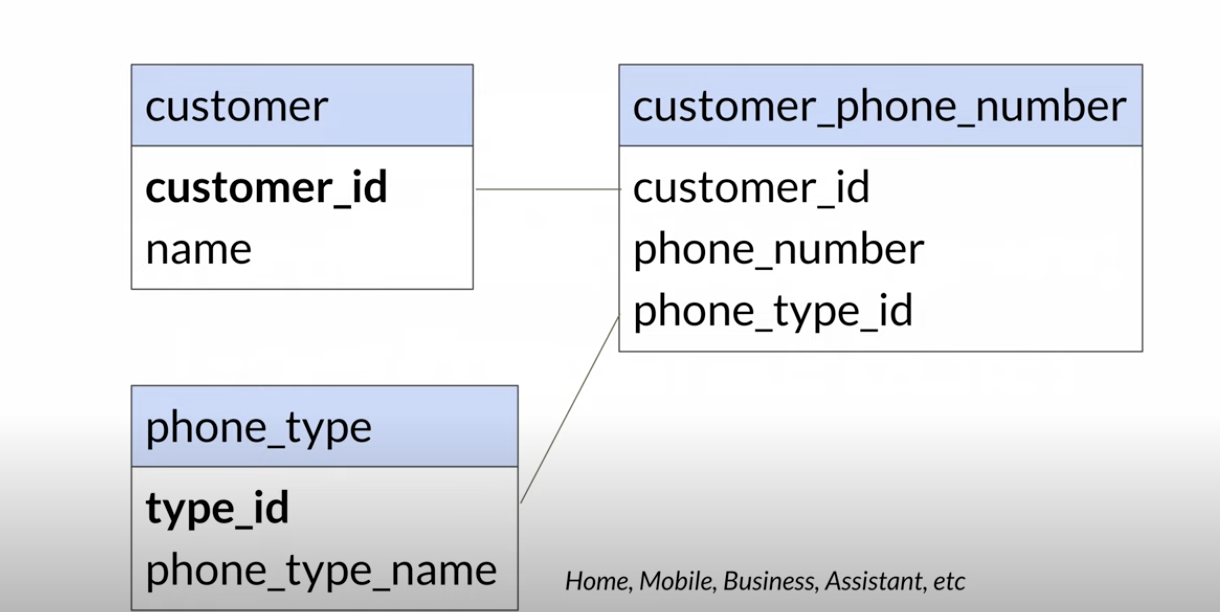 customer
customer_id
name
customer_phone_number
customer_id
phone_number
phone_type_id
phone_type
type_id
phone_type_name
Home, Mobile, Business, Assistant, etc